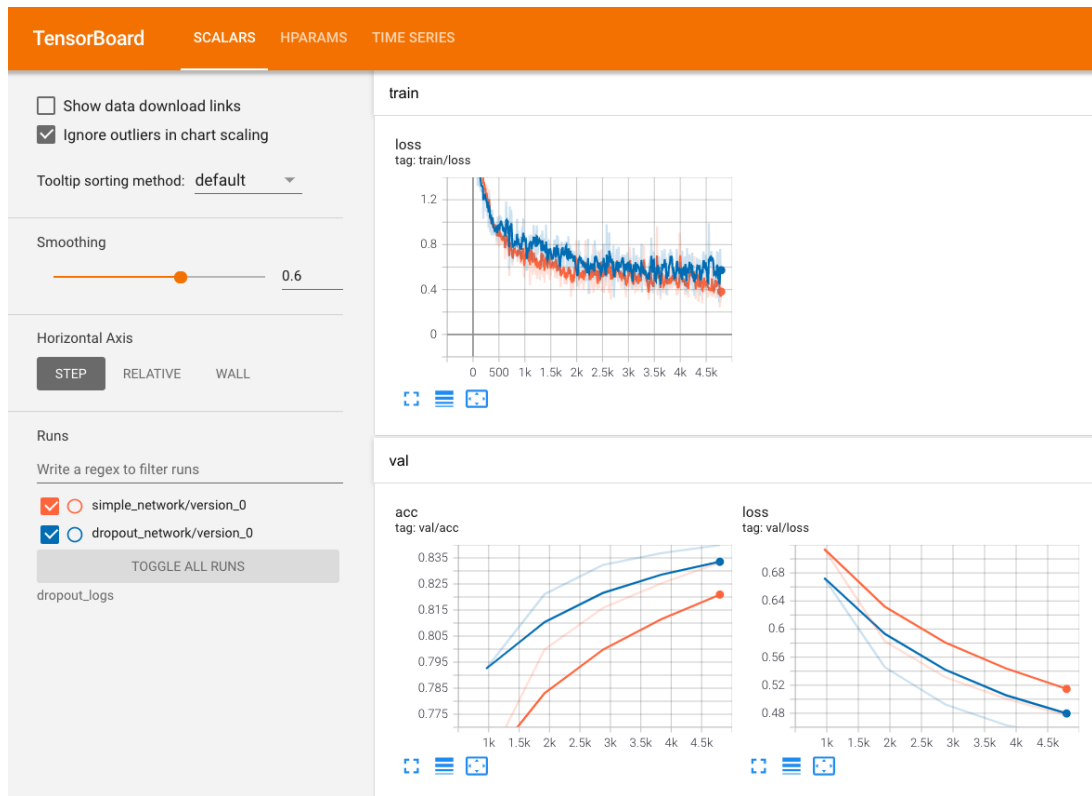 TensorBoard SCALARS HPARAMS TIME SERIES
Show data download links
Ignore outliers in chart scaling
Tooltip sorting method: default
Smoothing
0.6
Horizontal Axis
STEP RELATIVE WALL
Runs
Write a regex to filter runs
simple_network/version_0
dropout_network/version_0
TOGGLE ALL RUNS
dropout_logs
train
loss
tag: train/loss
1.2
0.8
0.4
0
0 500 1k 1.5k 2k 2.5k 3k 3.5k 4k 4.5k
val
acc
tag: val/acc
0.835
0.825
0.815
0.805
0.795
0.785
0.775
1k 1.5k 2k 2.5k 3k 3.5k 4k 4.5k
loss
tag: val/loss
0.68
0.64
0.6
0.56
0.52
0.48
1k 1.5k 2k 2.5k 3k 3.5k 4k 4.5k